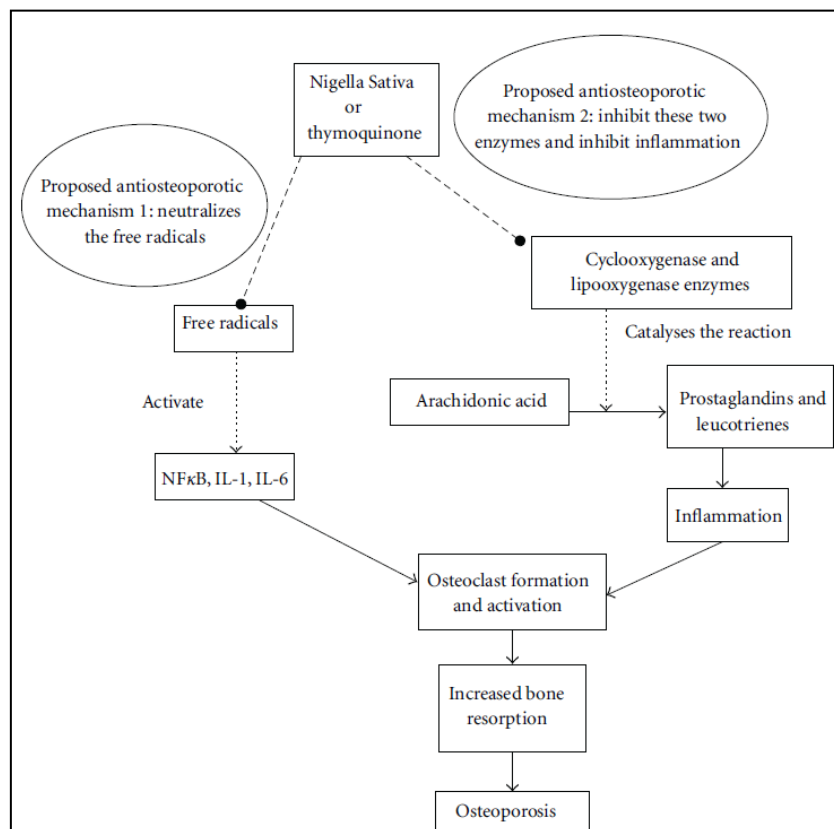 Nigella Sativa
or
thymoquinone
Proposed antiosteoporotic
mechanism 2: inhibit these two
enzymes and inhibit inflammation
Proposed antiosteoporotic
mechanism 1: neutralizes
the free radicals
Cyclooxygenase and
lipooxygenase enzymes
Free radicals
Catalyses the reaction
Activate
Arachidonic acid
Prostaglandins and
leucotrienes
NFκB, IL-1, IL-6
Inflammation
Osteoclast formation
and activation
Increased bone
resorption
Osteoporosis